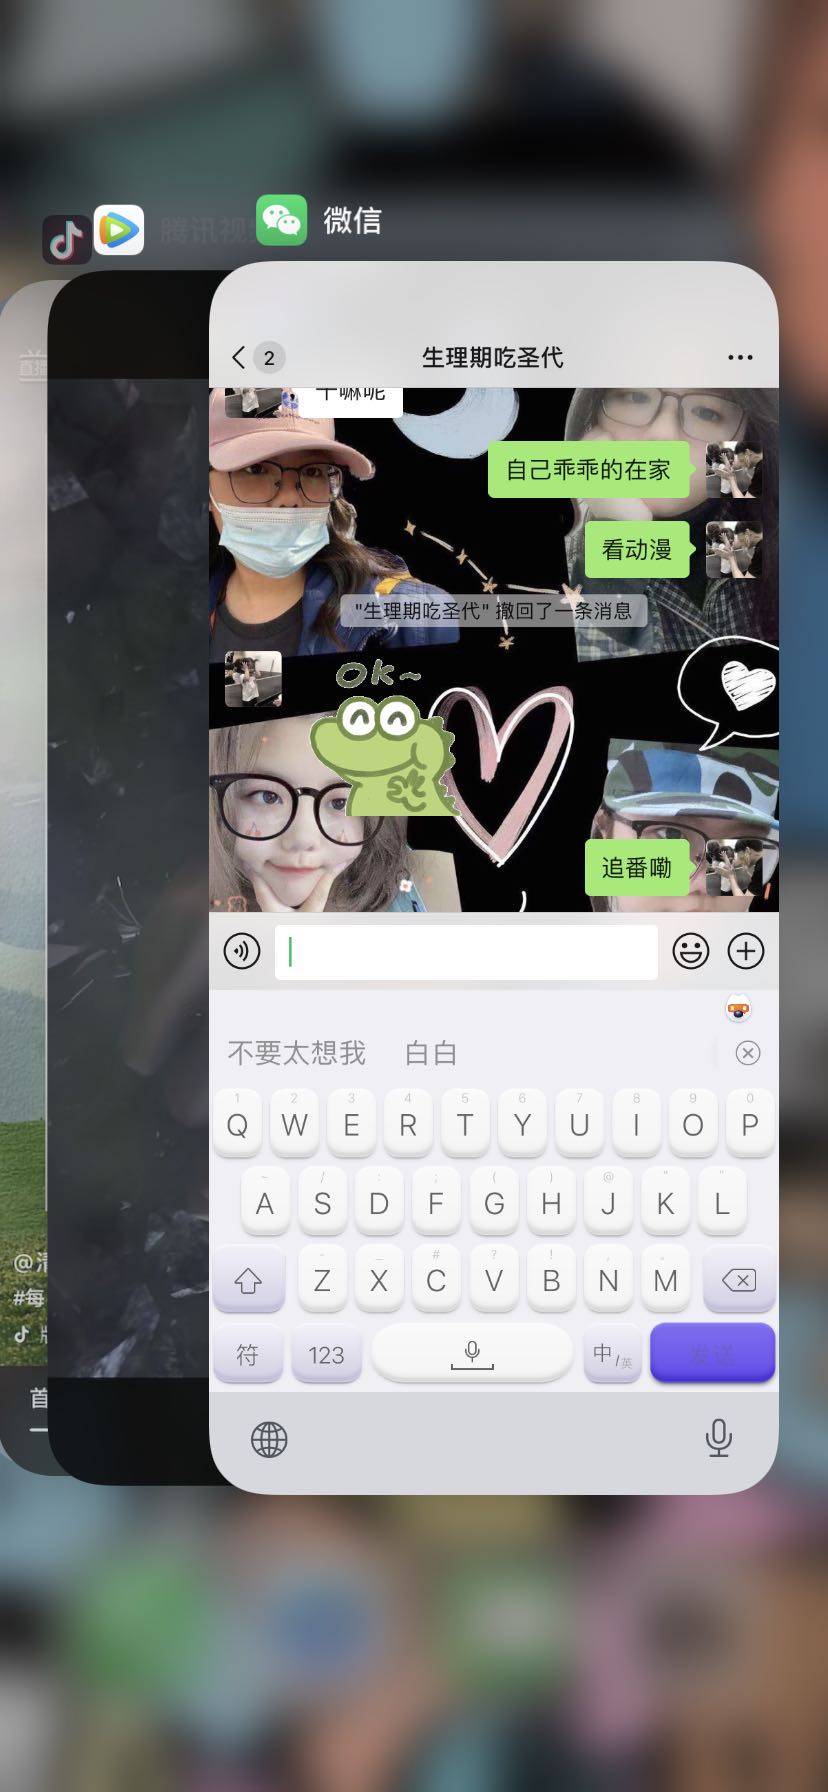 腾讯视频
微信
直播
2
生理期吃圣代
干嘛呢
自己乖乖的在家
看动漫
"生理期吃圣代" 撤回了一条消息
OK~
追番嘞
不要太想我 白白
1 2 3 4 5 6 7 8 9 0
Q W E R T Y U I O P
~ / : ; ( ) @ " "
A S D F G H J K L
- _ # ? ! , 。
Z X C V B N M
符 123 中/英 发送
@清
#每
首